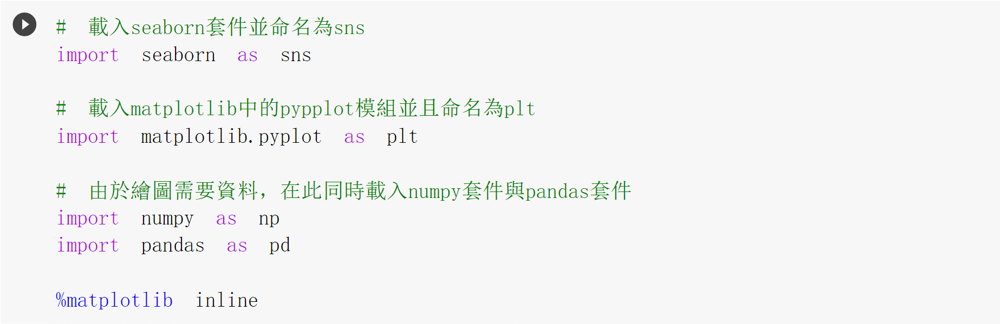 # 載入seaborn套件並命名為sns
import seaborn as sns
# 載入matplotlib中的pypplot模組並且命名為plt
import matplotlib.pyplot as plt
# 由於繪圖需要資料，在此同時載入numpy套件與pandas套件
import numpy as np
import pandas as pd
%matplotlib inline